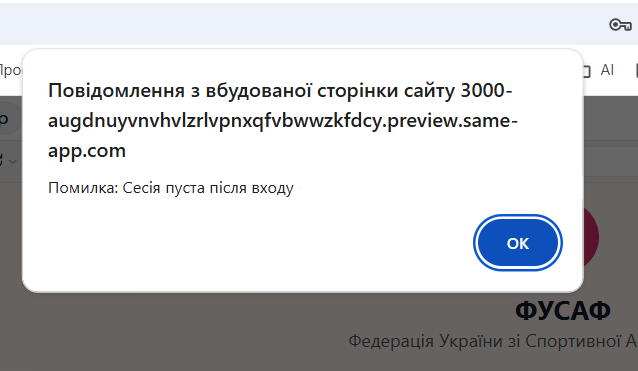 AI
Повідомлення з вбудованої сторінки сайту 3000-
augdnuyvnvhvlzrlvpnxqfvbwwzkfdcy.preview.same-
app.com
Помилка: Сесія пуста після входу
ОК
ФУСАФ
Федерація України зі Спортивної А